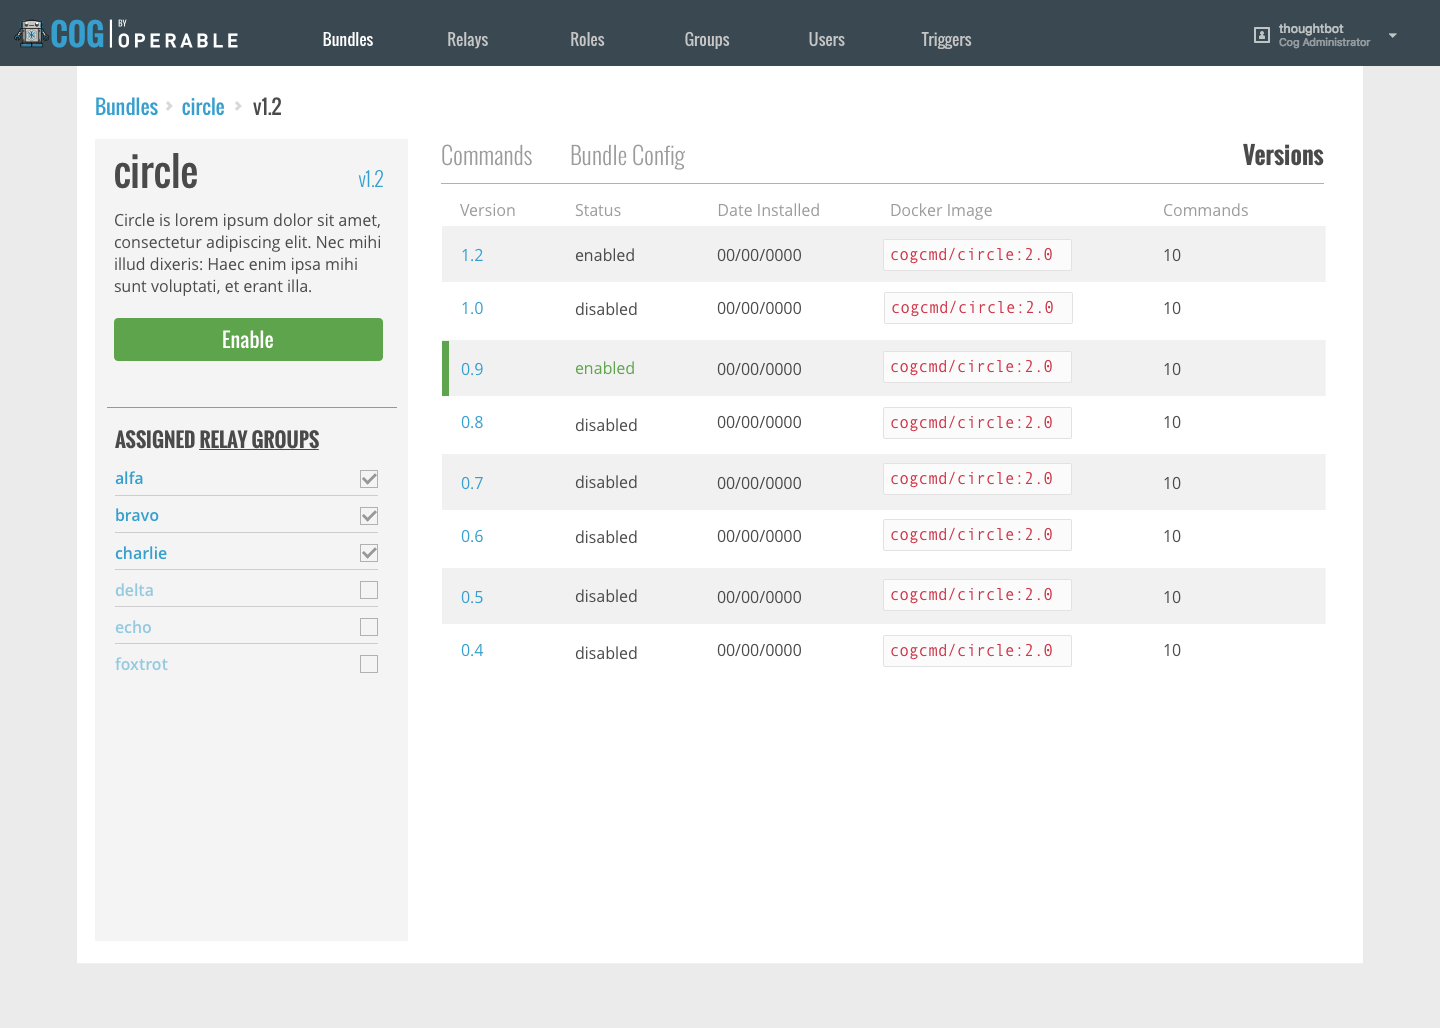 COG BY OPERABLE
Bundles Relays Roles Groups Users Triggers
thoughtbot
Cog Administrator
Bundles circle v1.2
circle v1.2
Circle is lorem ipsum dolor sit amet,
consectetur adipiscing elit. Nec mihi
illud dixeris: Haec enim ipsa mihi
sunt voluptati, et erant illa.
Enable
ASSIGNED RELAY GROUPS
alfa
bravo
charlie
delta
echo
foxtrot
Commands Bundle Config Versions
Version Status Date Installed Docker Image Commands
1.2 enabled 00/00/0000 cogcmd/circle:2.0 10
1.0 disabled 00/00/0000 cogcmd/circle:2.0 10
0.9 enabled 00/00/0000 cogcmd/circle:2.0 10
0.8 disabled 00/00/0000 cogcmd/circle:2.0 10
0.7 disabled 00/00/0000 cogcmd/circle:2.0 10
0.6 disabled 00/00/0000 cogcmd/circle:2.0 10
0.5 disabled 00/00/0000 cogcmd/circle:2.0 10
0.4 disabled 00/00/0000 cogcmd/circle:2.0 10